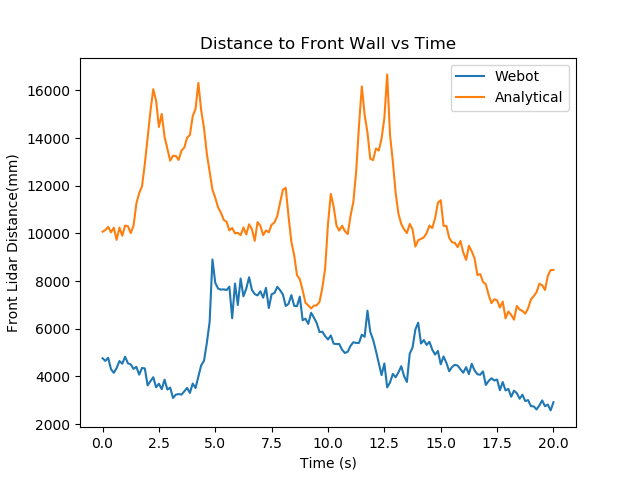 Distance to Front Wall vs Time
Webot
Analytical
Front Lidar Distance(mm)
16000
14000
12000
10000
8000
6000
4000
2000
0.0 2.5 5.0 7.5 10.0 12.5 15.0 17.5 20.0
Time (s)